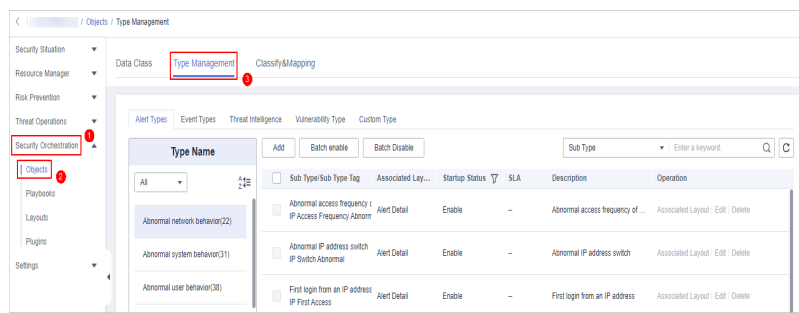 / Objects / Type Management
Security Situation
Resource Manager
Risk Prevention
Threat Operations
Security Orchestration
1
Objects
2
Playbooks
Layouts
Plugins
Settings
Data Class Type Management Classify&Mapping
3
Alert Types Event Types Threat Intelligence Vulnerability Type Custom Type
Type Name
All
Abnormal network behavior(22)
Abnormal system behavior(31)
Abnormal user behavior(38)
Add Batch enable Batch Disable Sub Type Enter a keyword.
Sub Type/Sub Type Tag Associated Lay... Startup Status SLA Description Operation
Abnormal access frequency
IP Access Frequency Abnorm
Alert Detail Enable -- Abnormal access frequency of ... Associated Layout Edit Delete
Abnormal IP address switch
IP Switch Abnormal
Alert Detail Enable -- Abnormal IP address switch Associated Layout Edit Delete
First login from an IP address
IP First Access
Alert Detail Enable -- First login from an IP address Associated Layout Edit Delete